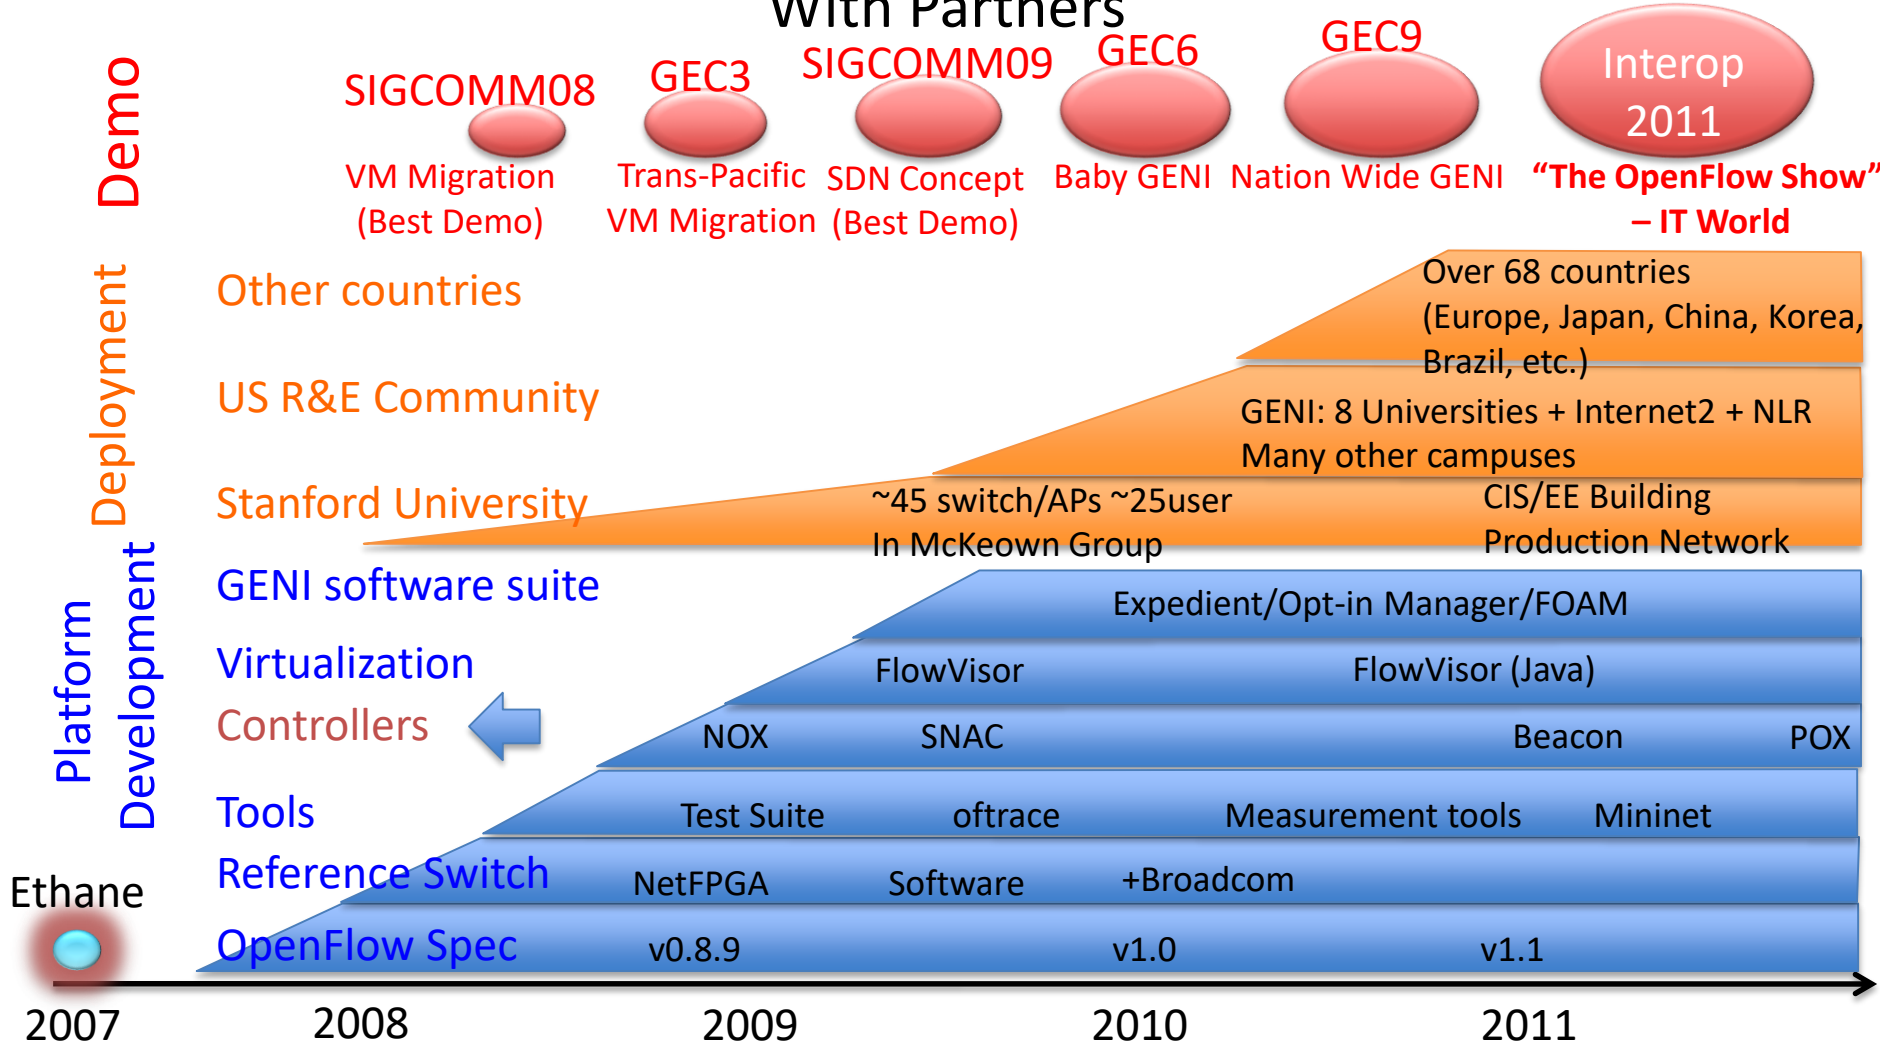 With Partners
Demo
SIGCOMM08
GEC3
SIGCOMM09
GEC6
GEC9
Interop
2011
VM Migration
(Best Demo)
Trans-Pacific
VM Migration
SDN Concept
(Best Demo)
Baby GENI
Nation Wide GENI
“The OpenFlow Show”
– IT World
Deployment
Other countries
Over 68 countries
(Europe, Japan, China, Korea,
Brazil, etc.)
US R&E Community
GENI: 8 Universities + Internet2 + NLR
Many other campuses
Stanford University
~45 switch/APs ~25user
In McKeown Group
CIS/EE Building
Production Network
Platform
Development
GENI software suite
Expedient/Opt-in Manager/FOAM
Virtualization
FlowVisor
FlowVisor (Java)
Controllers
NOX
SNAC
Beacon
POX
Tools
Test Suite
oftrace
Measurement tools
Mininet
Reference Switch
NetFPGA
Software
+Broadcom
Ethane
OpenFlow Spec
v0.8.9
v1.0
v1.1
2007
2008
2009
2010
2011